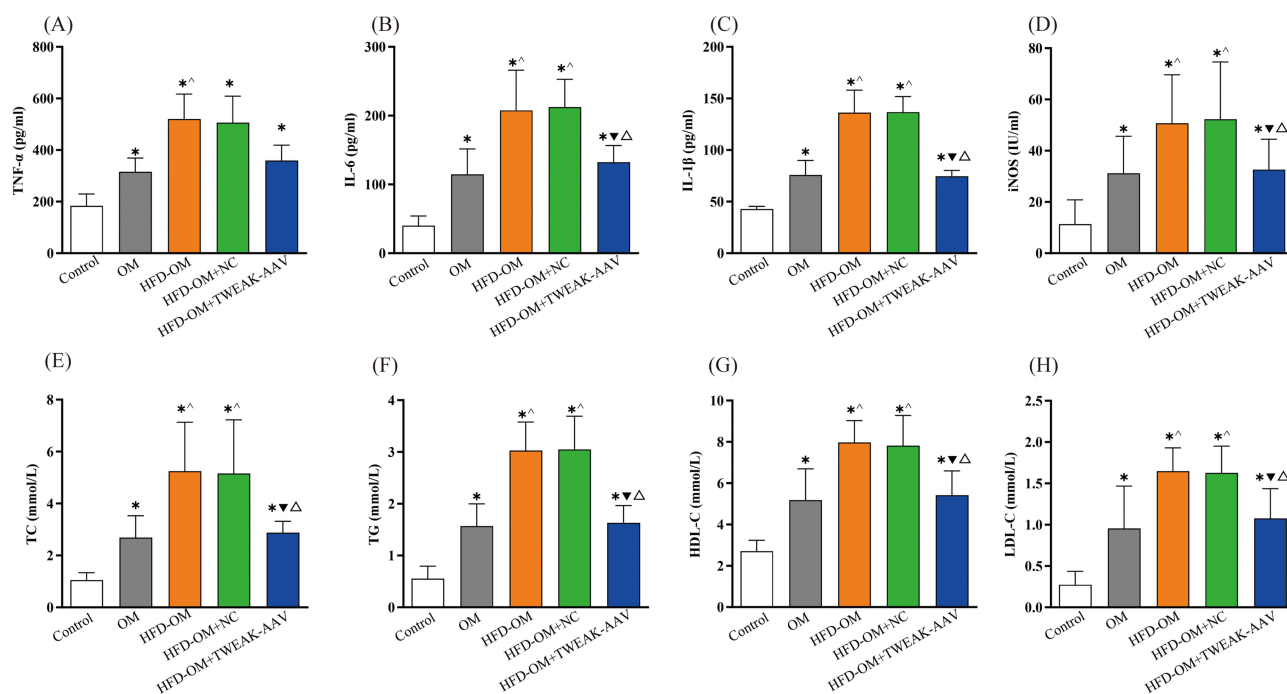 (A)
TNF-α (pg/ml)
800
600
400
200
0
*
*^
*
*
Control
OM
HFD-OM
HFD-OM+NC
HFD-OM+TWEAK-AAV
(B)
IL-6 (pg/ml)
300
200
100
0
*
*^
*^
*▼△
Control
OM
HFD-OM
HFD-OM+NC
HFD-OM+TWEAK-AAV
(C)
IL-1β (pg/ml)
200
150
100
50
0
*
*^
*^
*▼△
Control
OM
HFD-OM
HFD-OM+NC
HFD-OM+TWEAK-AAV
(D)
iNOS (IU/ml)
80
60
40
20
0
*
*^
*^
*▼△
Control
OM
HFD-OM
HFD-OM+NC
HFD-OM+TWEAK-AAV
(E)
TC (mmol/L)
8
6
4
2
0
*
*^
*^
*▼△
Control
OM
HFD-OM
HFD-OM+NC
HFD-OM+TWEAK-AAV
(F)
TG (mmol/L)
4
3
2
1
0
*
*^
*^
*▼△
Control
OM
HFD-OM
HFD-OM+NC
HFD-OM+TWEAK-AAV
(G)
HDL-C (mmol/L)
10
8
6
4
2
0
*
*^
*^
*▼△
Control
OM
HFD-OM
HFD-OM+NC
HFD-OM+TWEAK-AAV
(H)
LDL-C (mmol/L)
2.5
2.0
1.5
1.0
0.5
0.0
*
*^
*^
*▼△
Control
OM
HFD-OM
HFD-OM+NC
HFD-OM+TWEAK-AAV